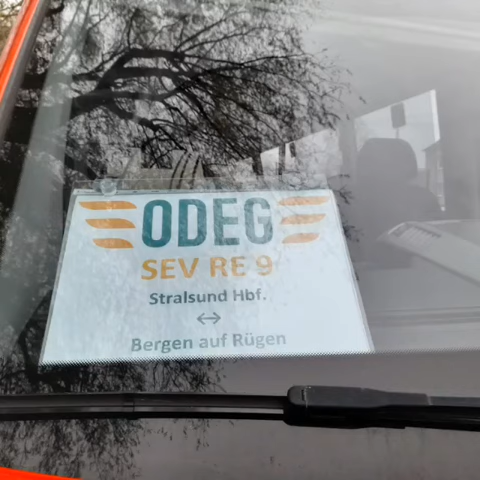 ODEG
SEV RE 9
Stralsund Hbf.
↔
Bergen auf Rügen